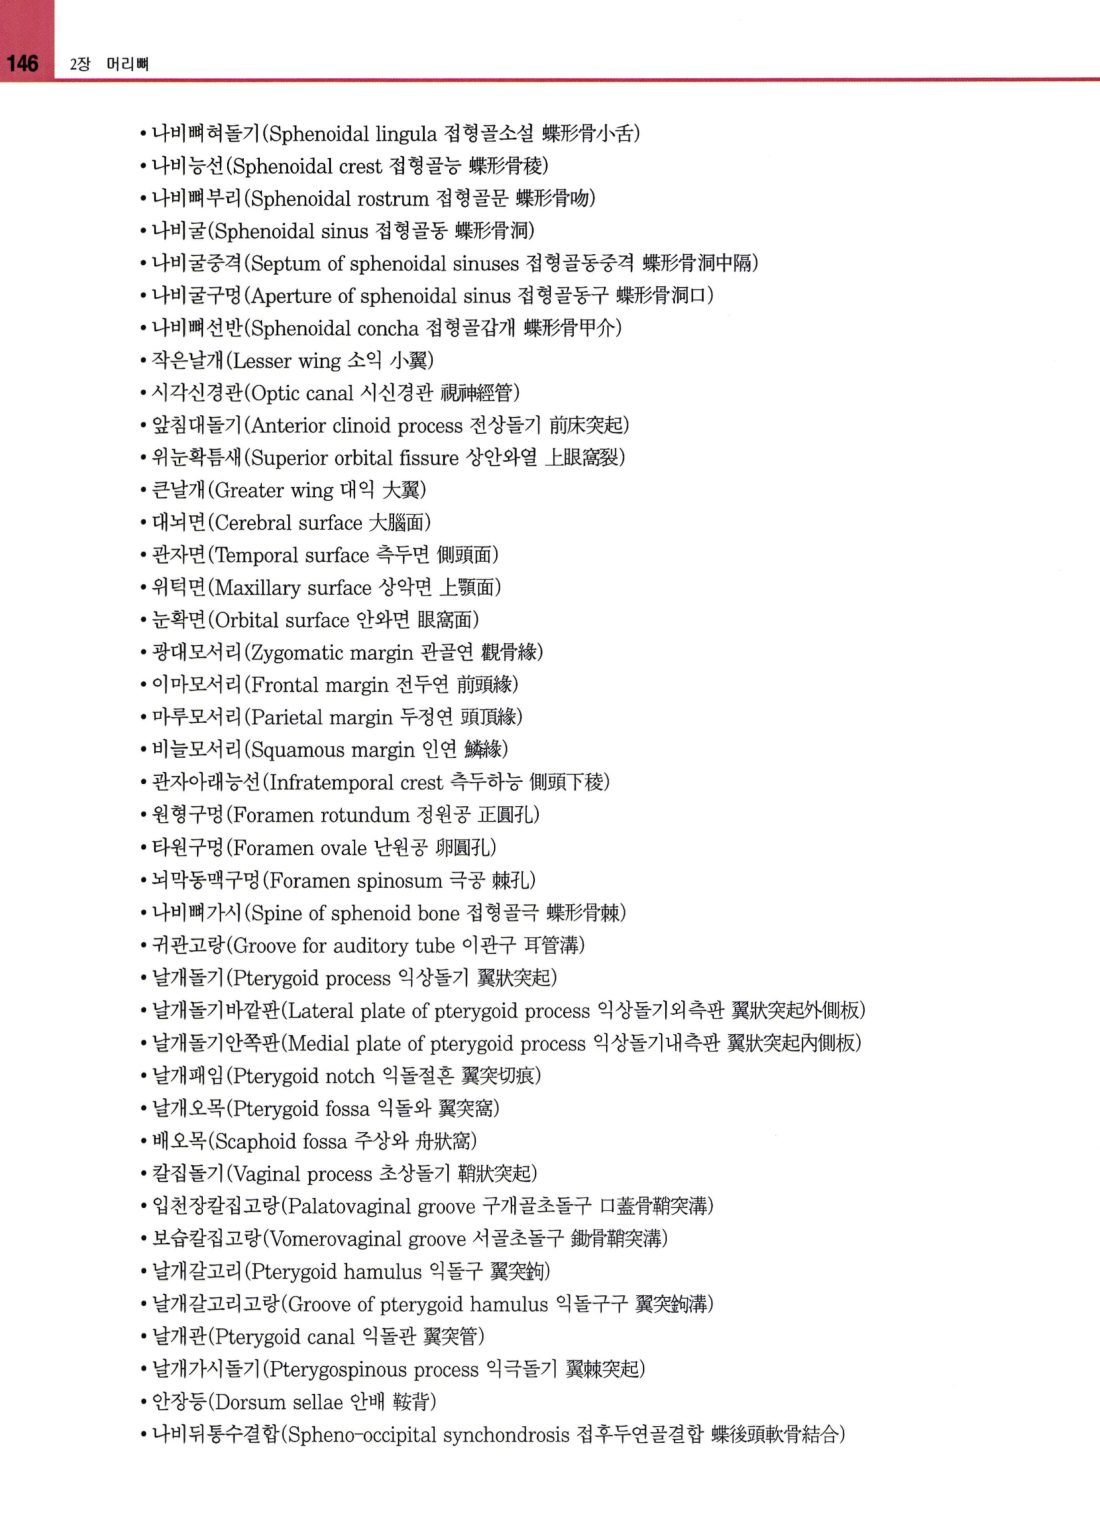 146 2장 머리뼈
• 나비뼈혀돌기(Sphenoidal lingula 접형골소설 蝶形骨小舌)
• 나비능선(Sphenoidal crest 접형골능 蝶形骨稜)
• 나비뼈부리(Sphenoidal rostrum 접형골문 蝶形骨吻)
• 나비굴(Sphenoidal sinus 접형골동 蝶形骨洞)
• 나비굴중격(Septum of sphenoidal sinuses 접형골동중격 蝶形骨洞中隔)
• 나비굴구멍(Aperture of sphenoidal sinus 접형골동구 蝶形骨洞口)
• 나비뼈선반(Sphenoidal concha 접형골갑개 蝶形骨甲介)
• 작은날개(Lesser wing 소익 小翼)
• 시각신경관(Optic canal 시신경관 視神經管)
• 앞침대돌기(Anterior clinoid process 전상돌기 前床突起)
• 위눈확틈새(Superior orbital fissure 상안와열 上眼窩裂)
• 큰날개(Greater wing 대익 大翼)
• 대뇌면(Cerebral surface 大腦面)
• 관자면(Temporal surface 측두면 側頭面)
• 위턱면(Maxillary surface 상악면 上顎面)
• 눈확면(Orbital surface 안와면 眼窩面)
• 광대모서리(Zygomatic margin 관골연 觀骨緣)
• 이마모서리(Frontal margin 전두연 前頭緣)
• 마루모서리(Parietal margin 두정연 頭頂緣)
• 비늘모서리(Squamous margin 인연 鱗緣)
• 관자아래능선(Infratemporal crest 측두하능 側頭下稜)
• 원형구멍(Foramen rotundum 정원공 正圓孔)
• 타원구멍(Foramen ovale 난원공 卵圓孔)
• 뇌막동맥구멍(Foramen spinosum 극공 棘孔)
• 나비뼈가시(Spine of sphenoid bone 접형골극 蝶形骨棘)
• 귀관고랑(Groove for auditory tube 이관구 耳管溝)
• 날개돌기(Pterygoid process 익상돌기 翼狀突起)
• 날개돌기바깥판(Lateral plate of pterygoid process 익상돌기외측판 翼狀突起外側板)
• 날개돌기안쪽판(Medial plate of pterygoid process 익상돌기내측판 翼狀突起內側板)
• 날개패임(Pterygoid notch 익돌절흔 翼突切痕)
• 날개오목(Pterygoid fossa 익돌와 翼突窩)
• 배오목(Scaphoid fossa 주상와 舟狀窩)
• 칼집돌기(Vaginal process 초상돌기 鞘狀突起)
• 입천장칼집고랑(Palatovaginal groove 구개골초돌구 口蓋骨鞘突溝)
• 보습칼집고랑(Vomerovaginal groove 서골초돌구 鋤骨鞘突溝)
• 날개갈고리(Pterygoid hamulus 익돌구 翼突鉤)
• 날개갈고리고랑(Groove of pterygoid hamulus 익돌구구 翼突鉤溝)
• 날개관(Pterygoid canal 익돌관 翼突管)
• 날개가시돌기(Pterygospinous process 익극돌기 翼棘突起)
• 안장등(Dorsum sellae 안배 鞍背)
• 나비뒤통수결합(Spheno-occipital synchondrosis 접후두연골결합 蝶後頭軟骨結合)